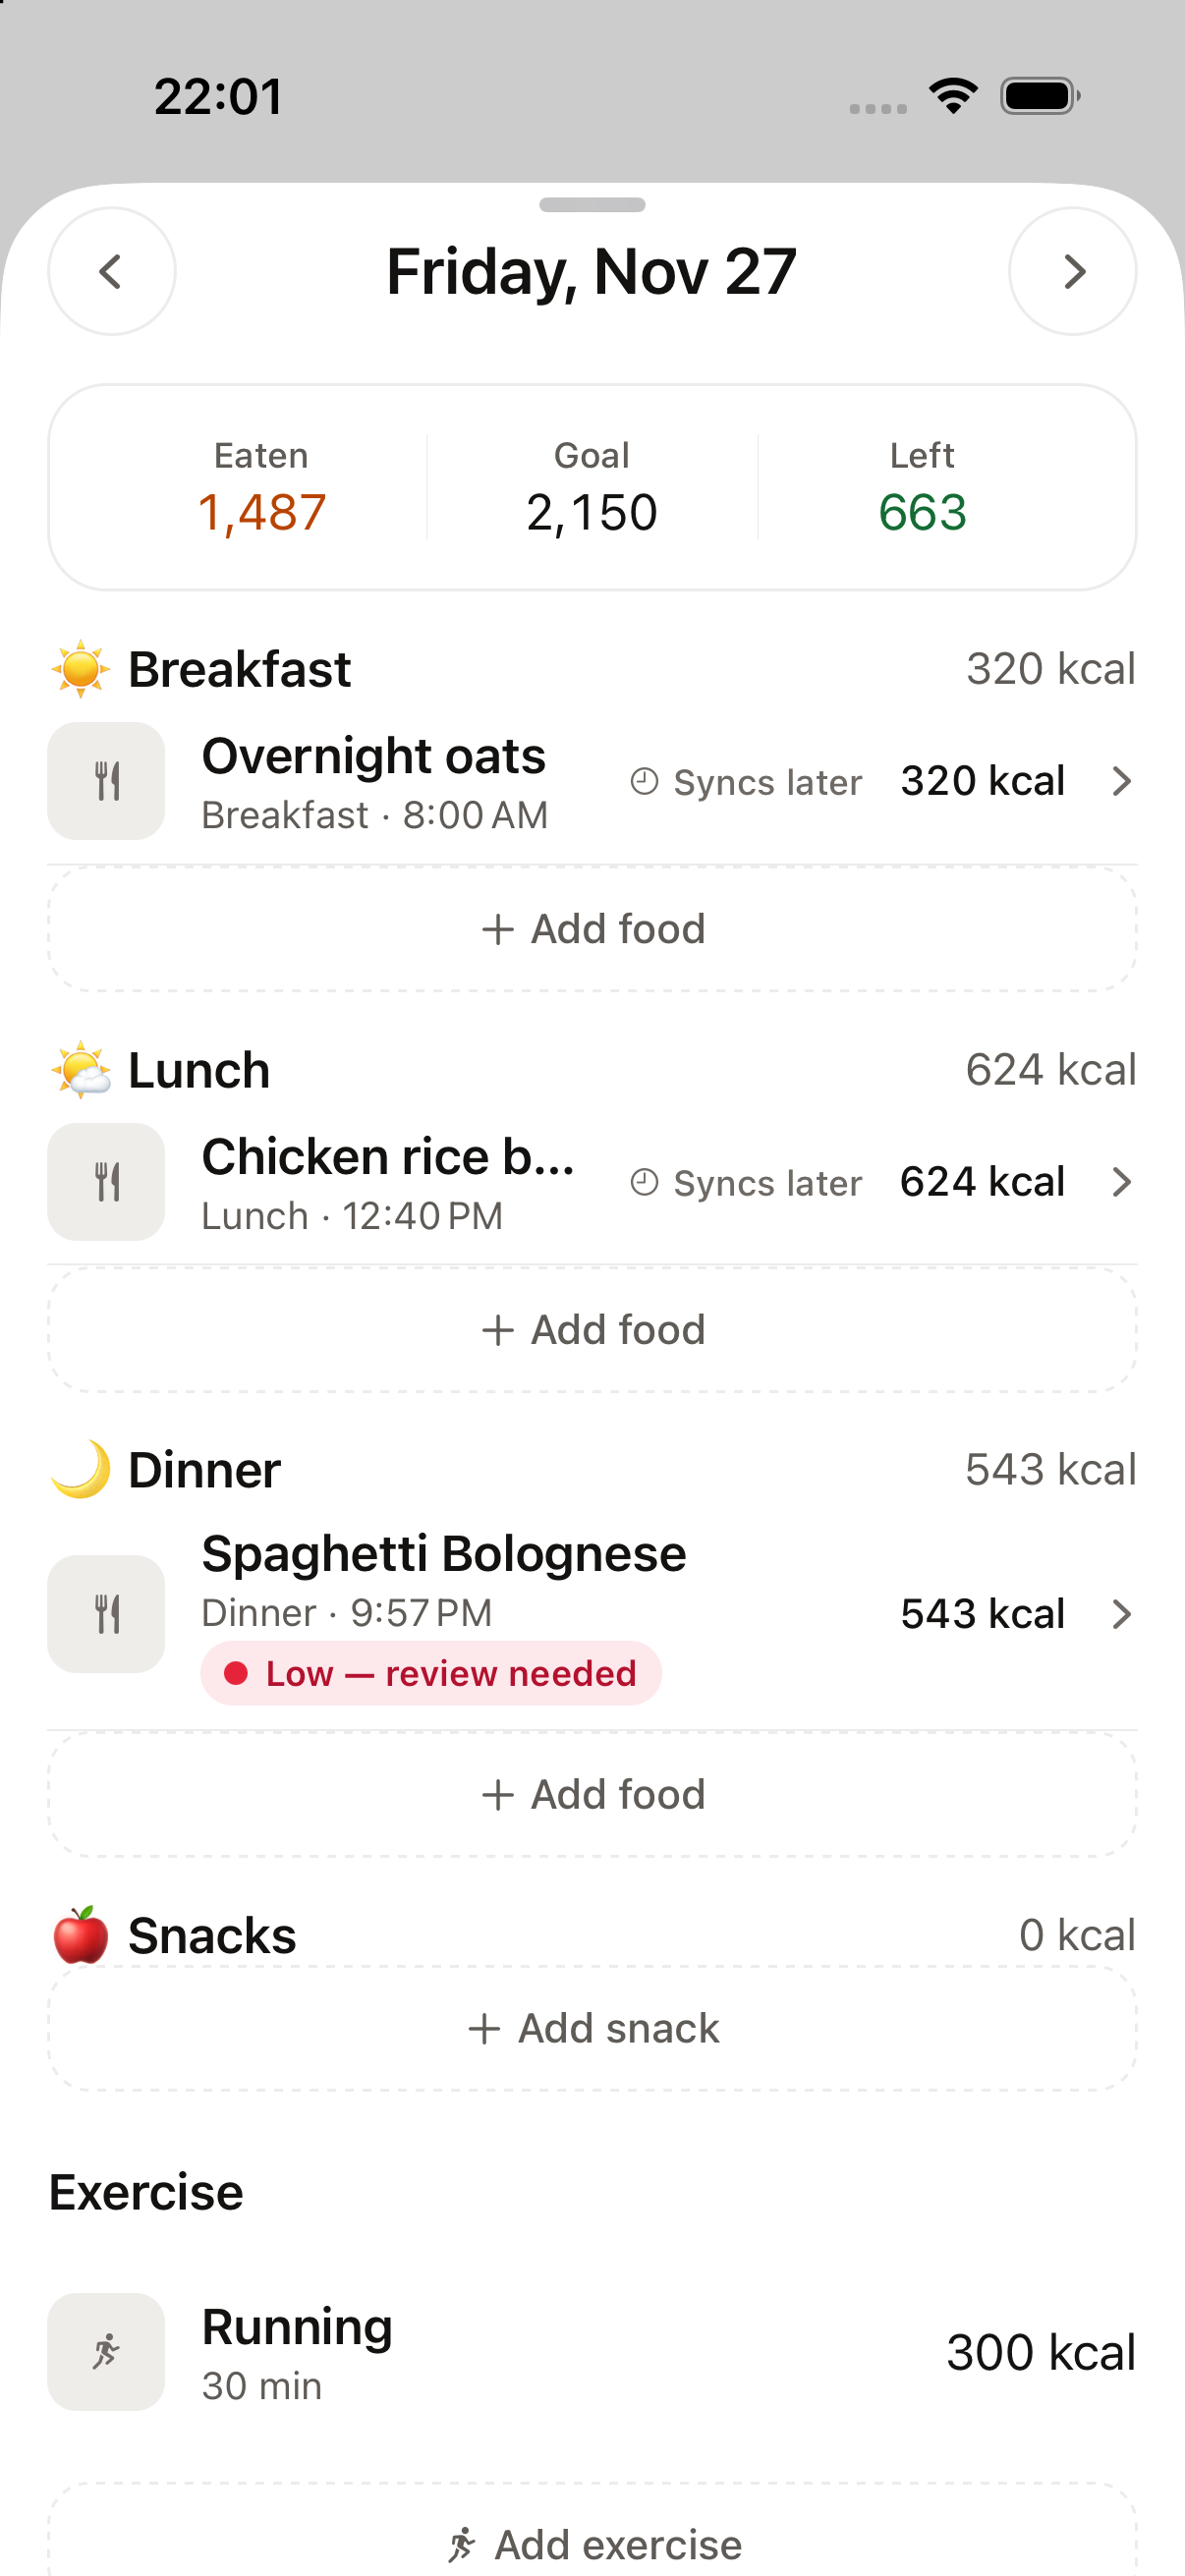 22:01
Friday, Nov 27
Eaten
1,487
Goal
2,150
Left
663
Breakfast
320 kcal
Overnight oats
Breakfast · 8:00 AM
Syncs later
320 kcal
+ Add food
Lunch
624 kcal
Chicken rice b...
Lunch · 12:40 PM
Syncs later
624 kcal
+ Add food
Dinner
543 kcal
Spaghetti Bolognese
Dinner · 9:57 PM
Low — review needed
543 kcal
+ Add food
Snacks
0 kcal
+ Add snack
Exercise
Running
30 min
300 kcal
Add exercise